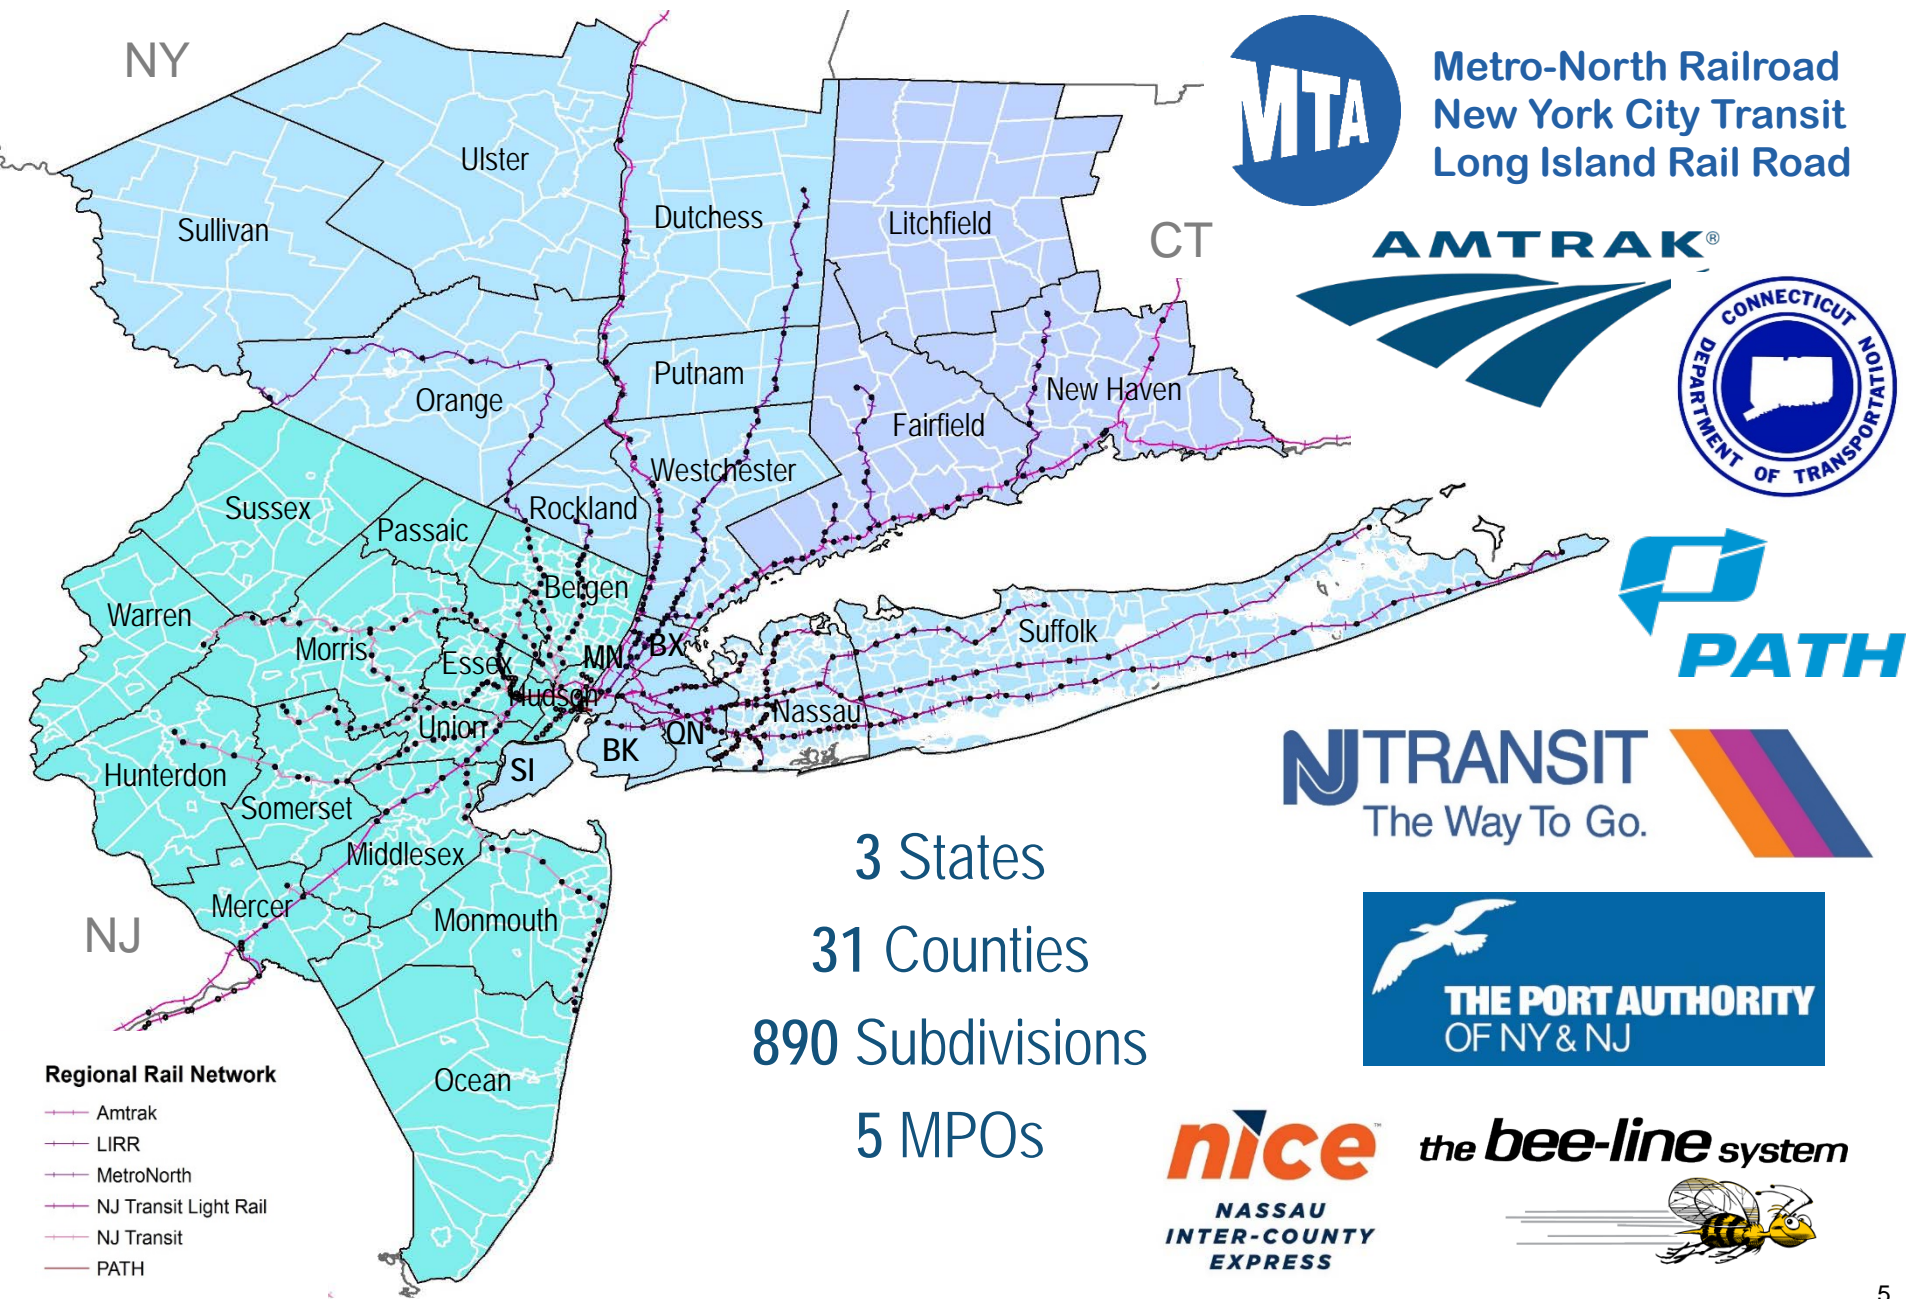 NY
Metro-North Railroad
New York City Transit
Long Island Rail Road
MTA
Ulster
Sullivan
Dutchess
Litchfield
CT
AMTRAK®
CONNECTICUT
DEPARTMENT OF TRANSPORTATION
Putnam
Orange
New Haven
Fairfield
Westchester
Sussex
Rockland
Passaic
Bergen
Warren
Morris
Essex
MN
BX
Suffolk
PATH
Hudson
Union
Nassau
QN
BK
SI
Hunterdon
Somerset
NJ TRANSIT
The Way To Go.
Middlesex
Mercer
Monmouth
NJ
Ocean
3 States
31 Counties
890 Subdivisions
5 MPOs
THE PORT AUTHORITY
OF NY & NJ
Regional Rail Network
Amtrak
LIRR
MetroNorth
NJ Transit Light Rail
NJ Transit
PATH
nice™
NASSAU
INTER-COUNTY
EXPRESS
the bee-line system
5